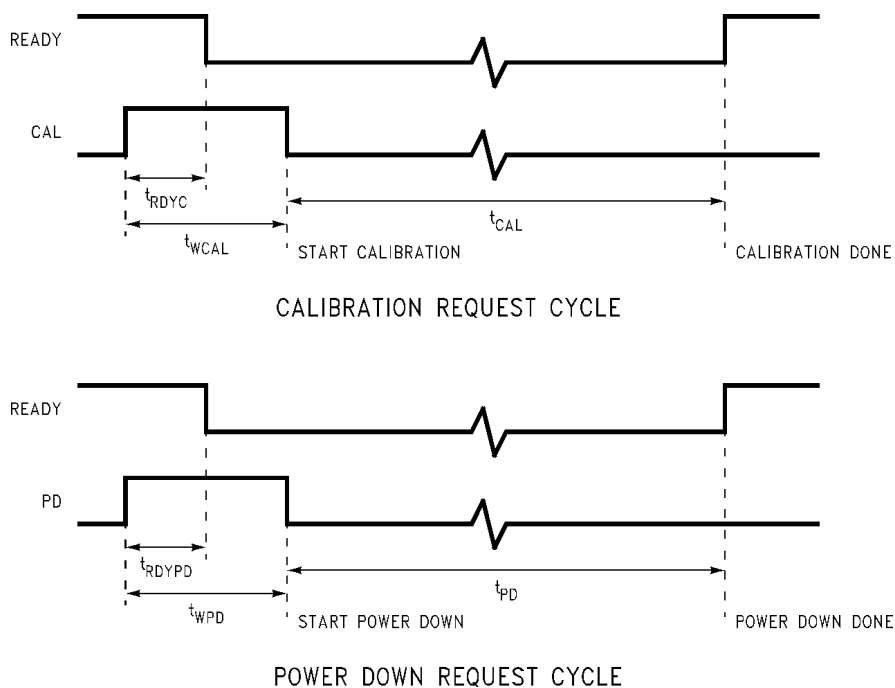 READY
CAL
tRDYC
tCAL
tWCAL
START CALIBRATION
CALIBRATION DONE
CALIBRATION REQUEST CYCLE
READY
PD
tRDYPD
tPD
tWPD
START POWER DOWN
POWER DOWN DONE
POWER DOWN REQUEST CYCLE